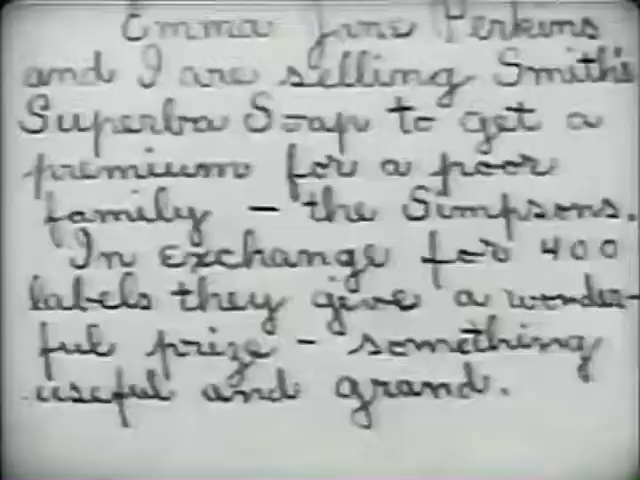 Emma Jane Perkins
and I are selling Smith's
Superba Soap to get a
premium for a poor
family - the Simpsons.
In exchange for 400
labels they give a wonder-
ful prize - something
useful and grand.